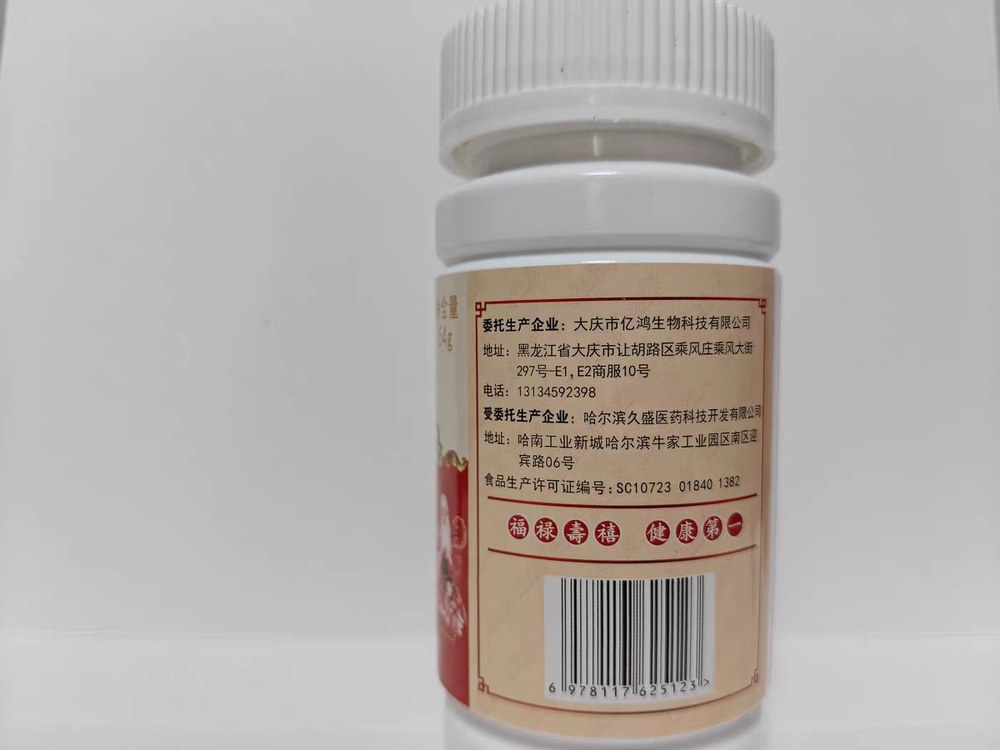 含量
54g
委托生产企业：大庆市亿鸿生物科技有限公司
地址：黑龙江省大庆市让胡路区乘风庄乘风大街
297号-E1,E2商服10号
电话：13134592398
受委托生产企业：哈尔滨久盛医药科技开发有限公司
地址：哈南工业新城哈尔滨牛家工业园区南区迎
宾路06号
食品生产许可证编号:SC10723 01840 1382
福禄壽禧 健康第一
6 978117 625123 >